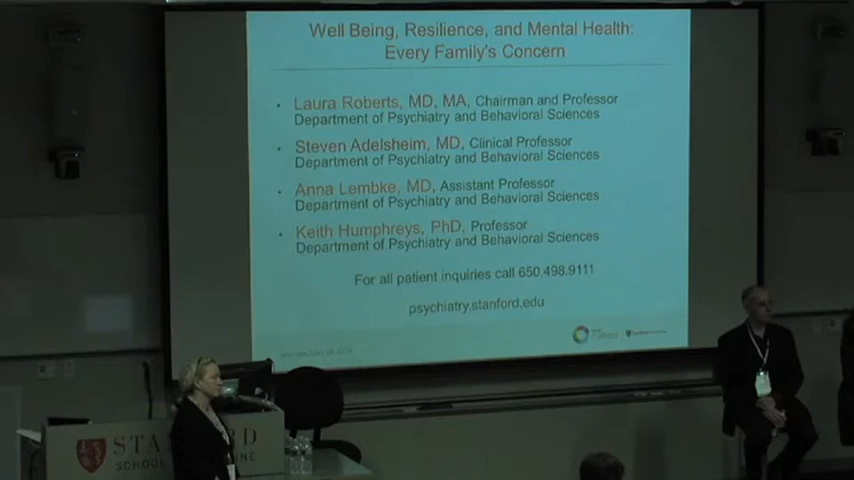 Well Being, Resilience, and Mental Health:
Every Family's Concern
• Laura Roberts, MD, MA, Chairman and Professor
Department of Psychiatry and Behavioral Sciences
• Steven Adelsheim, MD, Clinical Professor
Department of Psychiatry and Behavioral Sciences
• Anna Lembke, MD, Assistant Professor
Department of Psychiatry and Behavioral Sciences
• Keith Humphreys, PhD, Professor
Department of Psychiatry and Behavioral Sciences
For all patient inquiries call 650.498.9111
psychiatry.stanford.edu
STA RD
SCHOOL INE